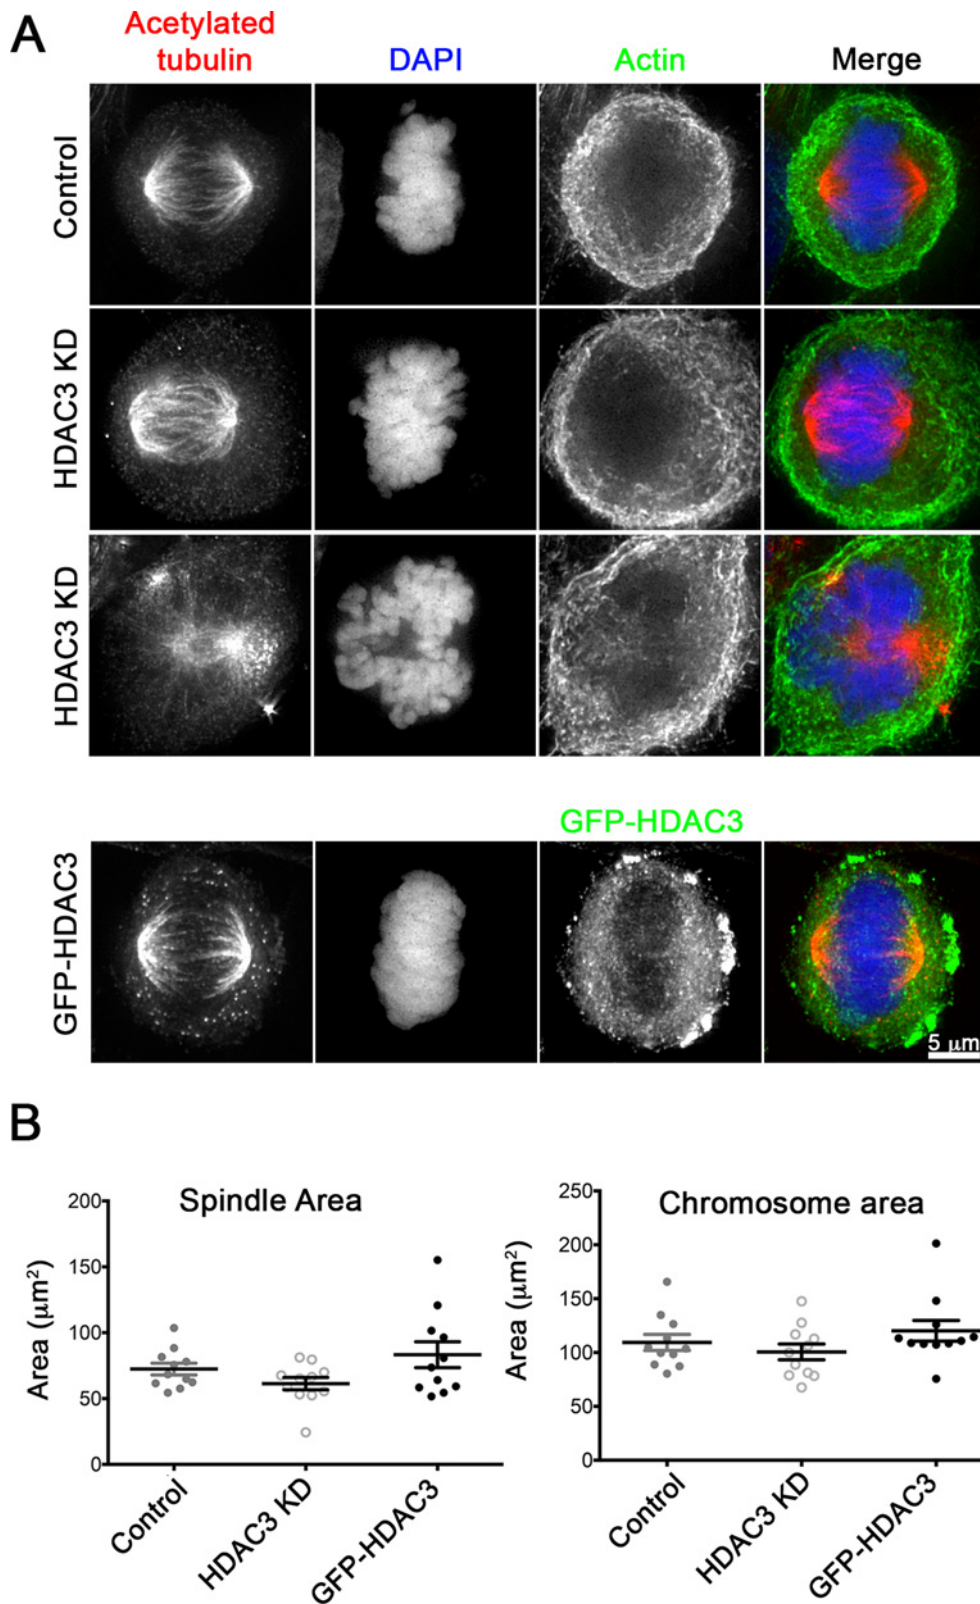 A
Acetylated
tubulin
DAPI
Actin
Merge
Control
HDAC3 KD
HDAC3 KD
GFP-HDAC3
GFP-HDAC3
5 μm
B
Spindle Area
Area (μm²)
200
150
100
50
0
Control
HDAC3 KD
GFP-HDAC3
Chromosome area
Area (μm²)
250
200
150
100
50
0
Control
HDAC3 KD
GFP-HDAC3